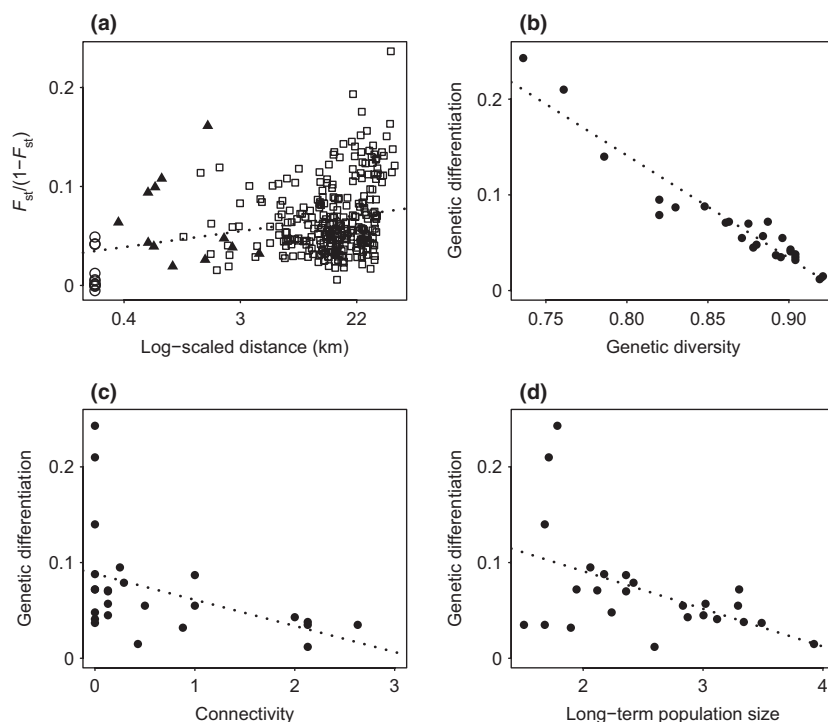 (a)
F_st/(1−F_st)
0.2
0.1
0
0.4
3
22
Log−scaled distance (km)
(b)
Genetic differentiation
0.2
0.1
0
0.75
0.80
0.85
0.90
Genetic diversity
(c)
Genetic differentiation
0.2
0.1
0
0
1
2
3
Connectivity
(d)
Genetic differentiation
0.2
0.1
0
2
3
4
Long−term population size